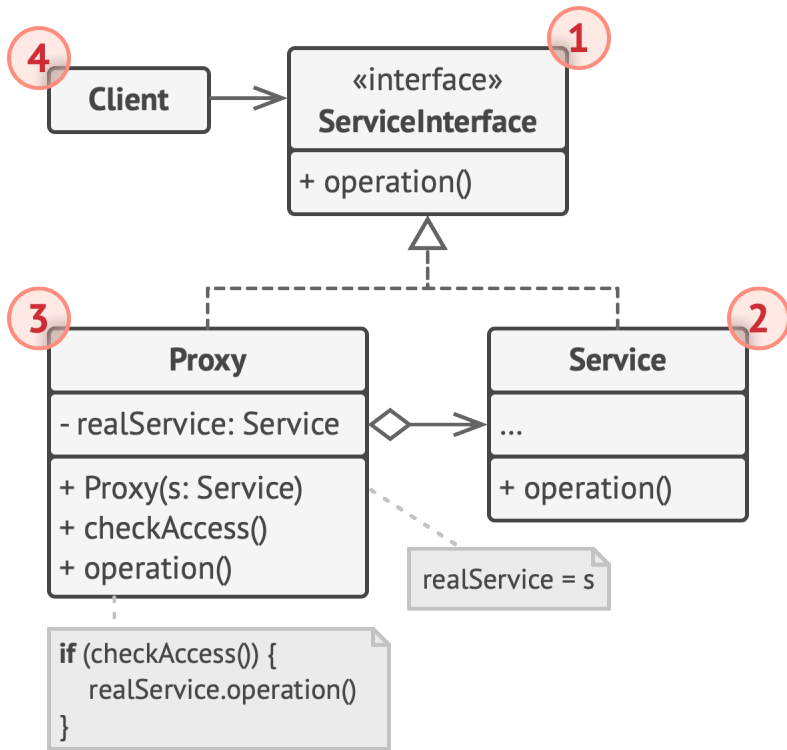 4
Client
1
«interface»
ServiceInterface
+ operation()
3
Proxy
- realService: Service
+ Proxy(s: Service)
+ checkAccess()
+ operation()
2
Service
...
+ operation()
realService = s
if (checkAccess()) {
realService.operation()
}